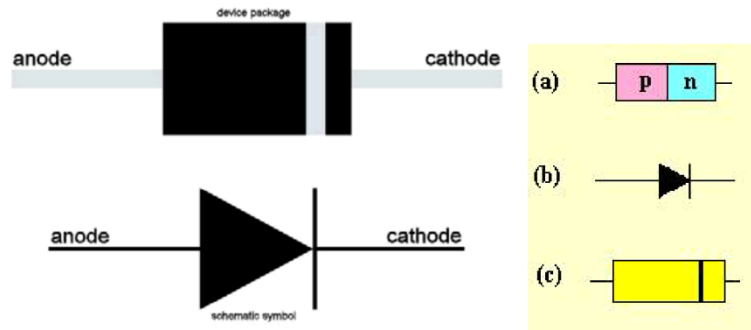 device package
anode cathode
anode cathode
schematic symbol
(a) p n
(b)
(c)